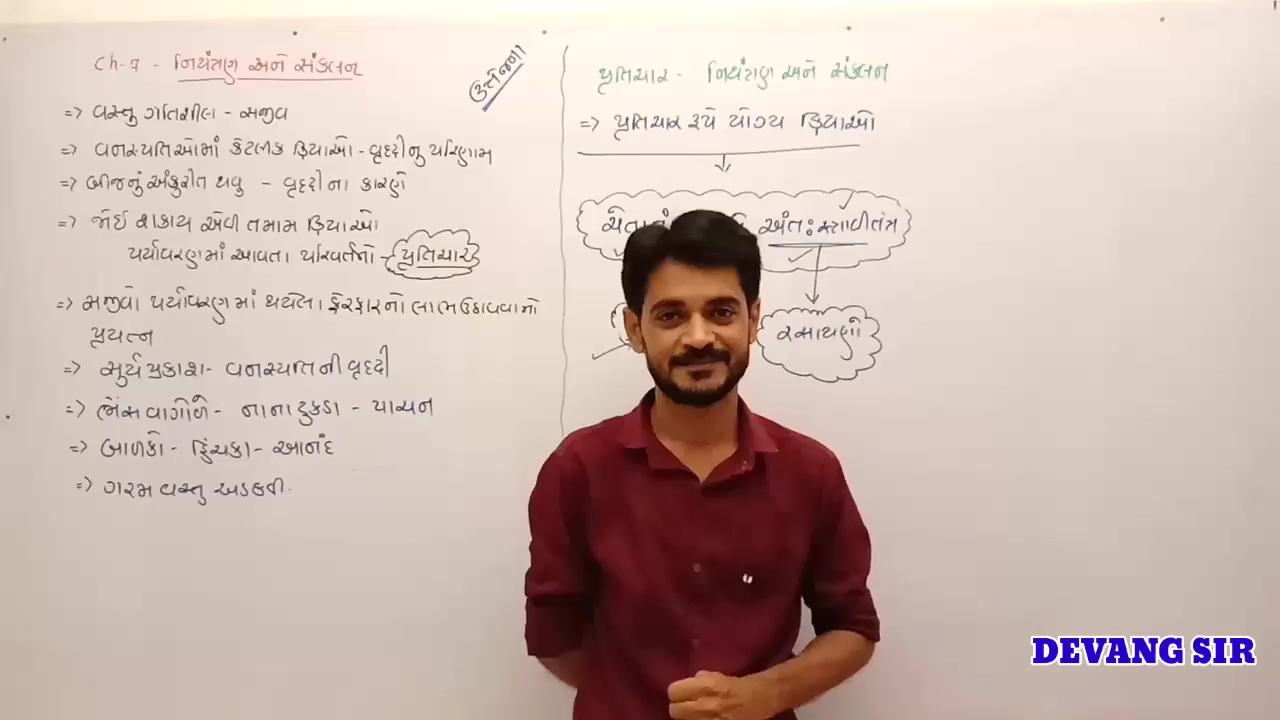 Ch-7 - નિયંત્રણ અને સંકલન
ઉત્તેજના
=> વસ્તુ ગતિશીલ - સજીવ
=> વનસ્પતિઓમાં કેટલીક ક્રિયાઓ - વૃદ્દીનુ પરિણામ
=> બીજનું અંકુરીત થવુ - વૃદ્દીના કારણે
=> જોઈ શકાય એવી તમામ ક્રિયાઓ
પર્યાવરણમાં આવતા પરિવર્તનો - પ્રતિચાર
=> સજીવો પર્યાવરણમાં થયેલા ફેરફારનો લાભ ઉઠાવવાનો
પ્રયત્ન
=> સુર્યપ્રકાશ - વનસ્પતિની વૃદ્દી
=> ભેંસ વાગોળે - નાના ટુકડા - પાચન
=> બાળકો - હિંચકા - આનંદ
=> ગરમ વસ્તુ અડકવી.
પ્રતિચાર - નિયંત્રણ અને સંકલન
=> પ્રતિચાર રૂપે યોગ્ય ક્રિયાઓ
અંતઃસ્ત્રાવીતંત્ર
રસાયણો
DEVANG SIR